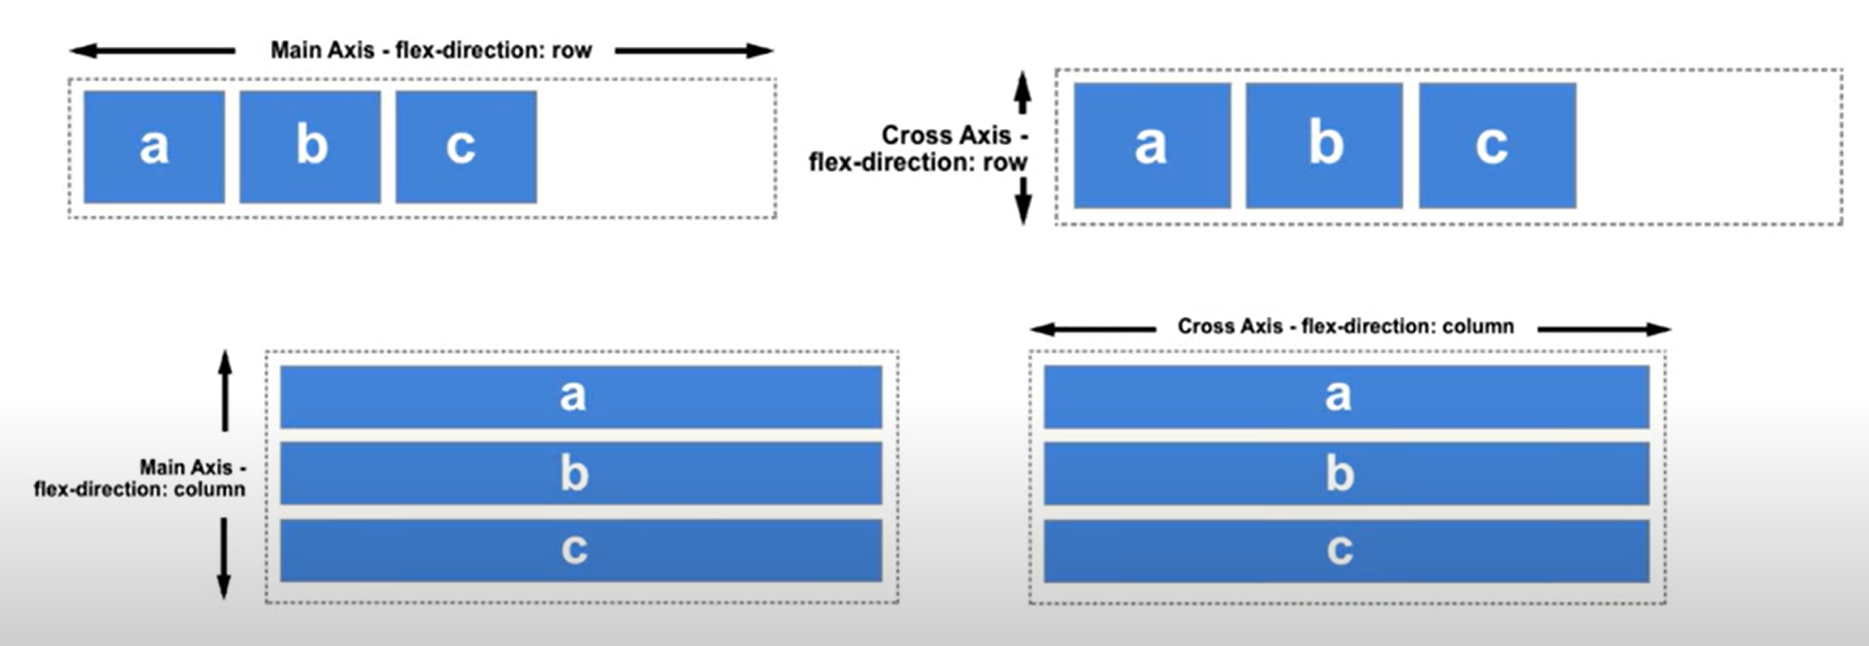 Main Axis - flex-direction: row
a b c
Cross Axis -
flex-direction: row
a b c
Main Axis -
flex-direction: column
a
b
c
Cross Axis - flex-direction: column
a
b
c